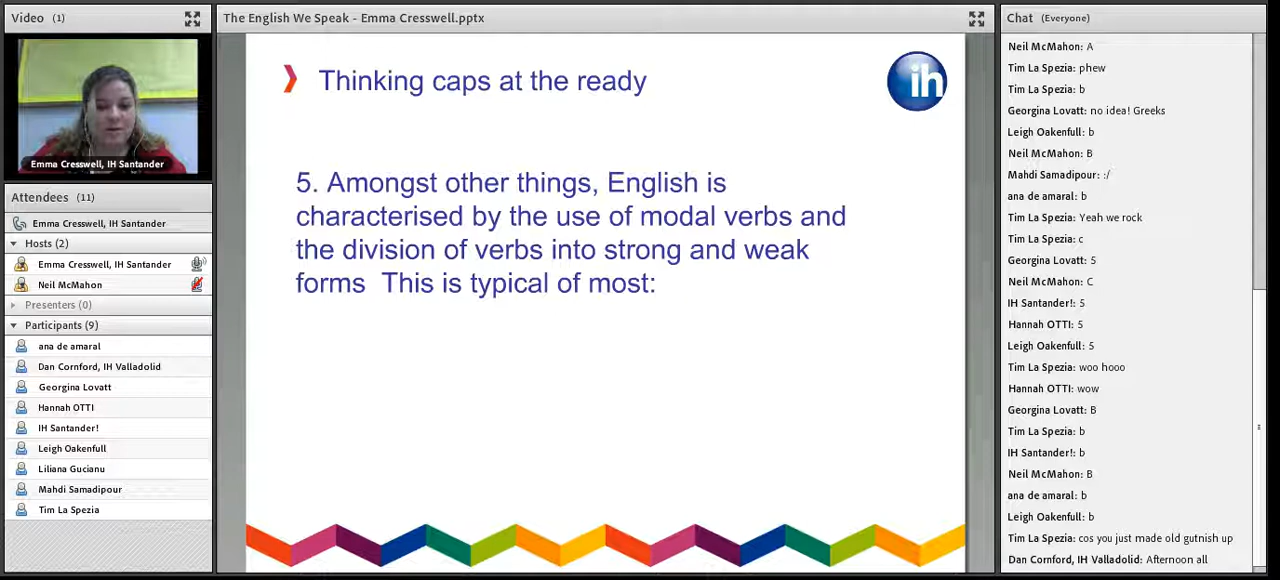 Video (1)
Emma Cresswell, IH Santander
Attendees (11)
Emma Cresswell, IH Santander
Hosts (2)
Emma Cresswell, IH Santander
Neil McMahon
Presenters (0)
Participants (9)
ana de amaral
Dan Cornford, IH Valladolid
Georgina Lovatt
Hannah OTTI
IH Santander!
Leigh Oakenfull
Liliana Gucianu
Mahdi Samadipour
Tim La Spezia
The English We Speak - Emma Cresswell.pptx
Thinking caps at the ready
ih
5. Amongst other things, English is
characterised by the use of modal verbs and
the division of verbs into strong and weak
forms  This is typical of most:
Chat (Everyone)
Neil McMahon: A
Tim La Spezia: phew
Tim La Spezia: b
Georgina Lovatt: no idea! Greeks
Leigh Oakenfull: b
Neil McMahon: B
Mahdi Samadipour: :/
ana de amaral: b
Tim La Spezia: Yeah we rock
Tim La Spezia: c
Georgina Lovatt: 5
Neil McMahon: C
IH Santander!: 5
Hannah OTTI: 5
Leigh Oakenfull: 5
Tim La Spezia: woo hooo
Hannah OTTI: wow
Georgina Lovatt: B
Tim La Spezia: b
IH Santander!: b
Neil McMahon: B
ana de amaral: b
Leigh Oakenfull: b
Tim La Spezia: cos you just made old gutnish up
Dan Cornford, IH Valladolid: Afternoon all